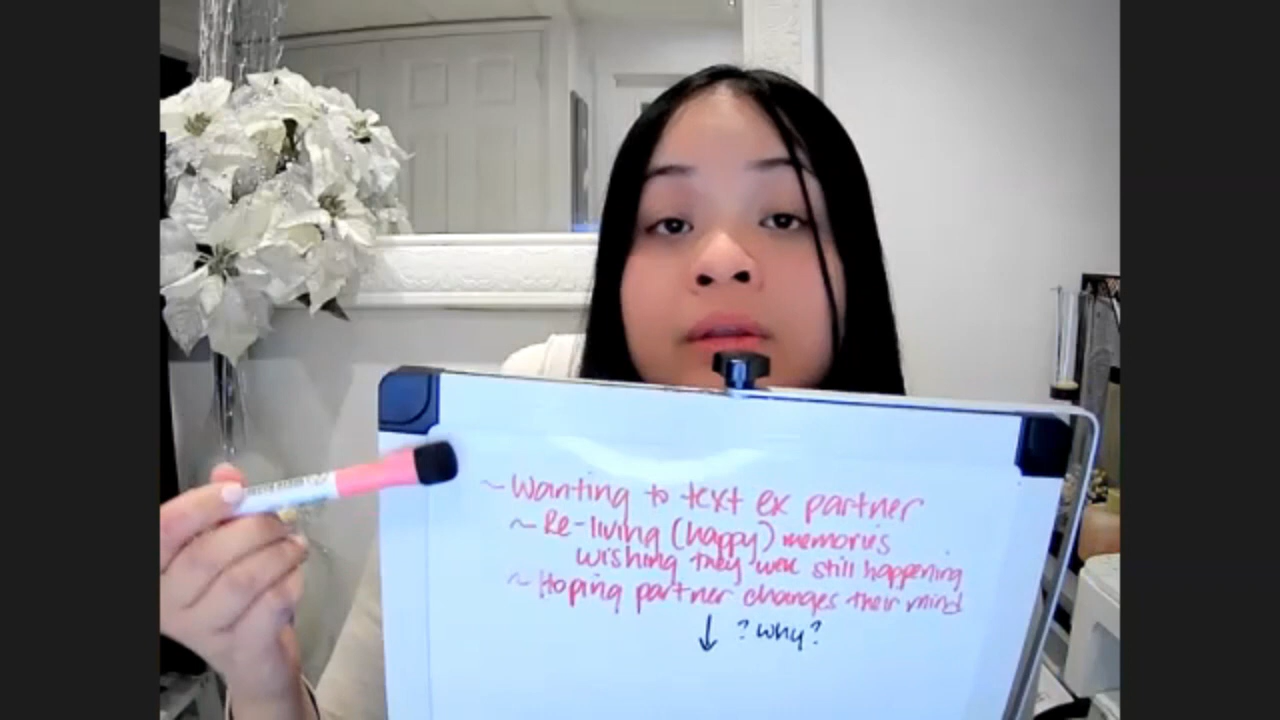 ~ Wanting to text ex partner
~ Re-living (happy) memories
wishing they were still happening
~ Hoping partner changes their mind
↓ ? why?